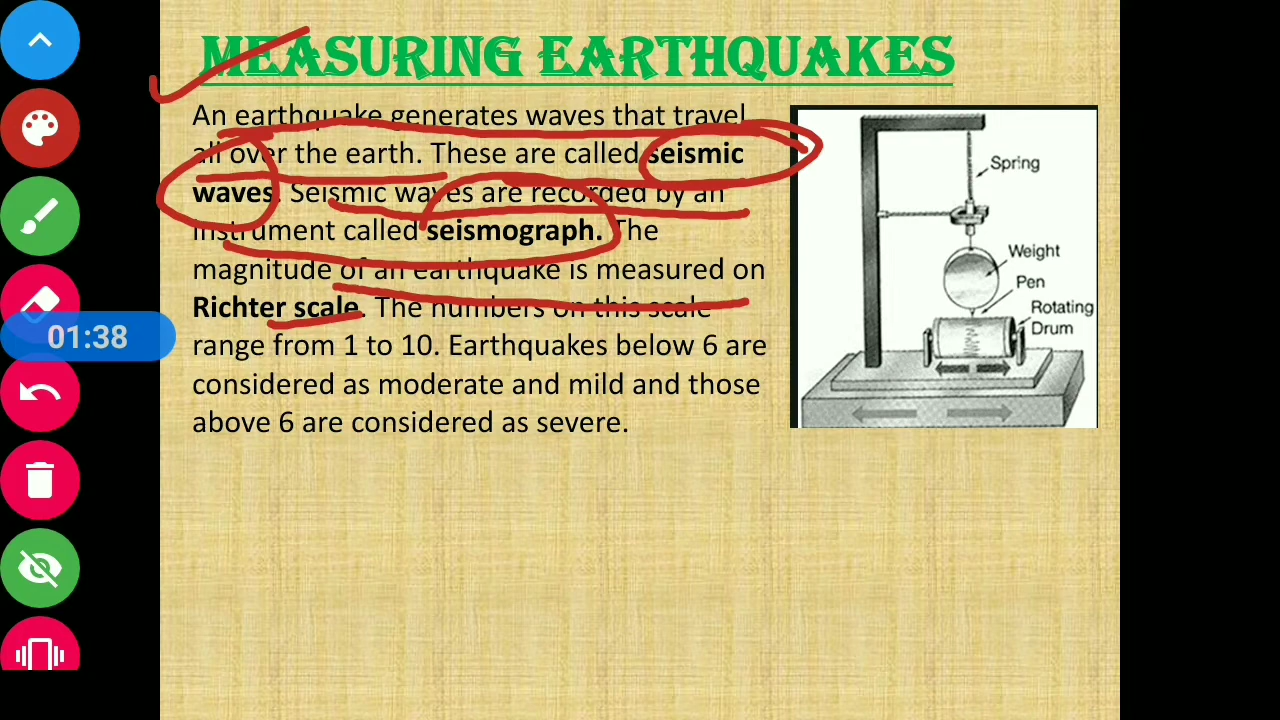 MEASURING EARTHQUAKES
An earthquake generates waves that travel
all over the earth. These are called seismic
waves. Seismic waves are recorded by an
instrument called seismograph. The
magnitude of an earthquake is measured on
Richter scale. The numbers on this scale
range from 1 to 10. Earthquakes below 6 are
considered as moderate and mild and those
above 6 are considered as severe.
Spring
Weight
Pen
Rotating
Drum
01:38